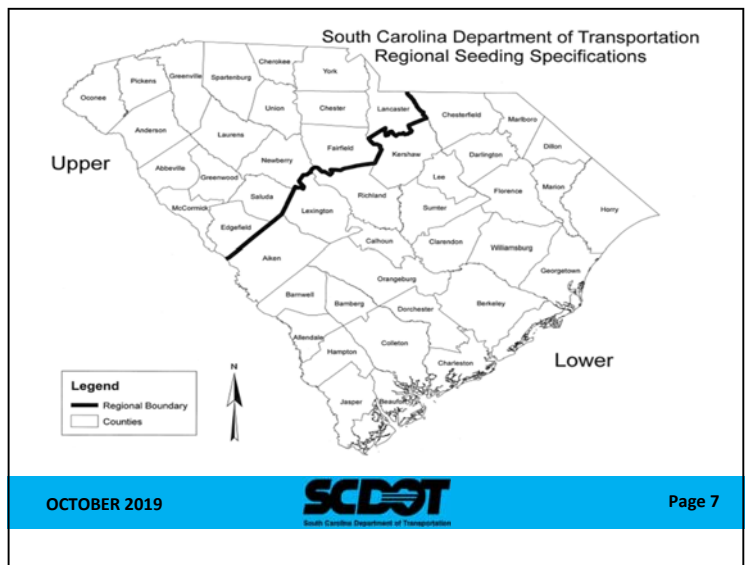 South Carolina Department of Transportation
Regional Seeding Specifications
Cherokee
York
Greenville
Spartenburg
Pickens
Oconee
Union
Chester
Lancaster
Chesterfield
Marlboro
Anderson
Laurens
Fairfield
Dillon
Upper
Newberry
Kershaw
Darlington
Abbeville
Greenwood
Lee
Marion
Florence
Saluda
Richland
McCormick
Lexington
Sumter
Horry
Edgefield
Calhoun
Clarendon
Williamsburg
Aiken
Georgetown
Orangeburg
Barnwell
Bamberg
Berkeley
Dorchester
Allendale
Colleton
Hampton
Charleston
Lower
Jasper
Beaufort
N
Legend
Regional Boundary
Counties
OCTOBER 2019
SCDOT
South Carolina Department of Transportation
Page 7